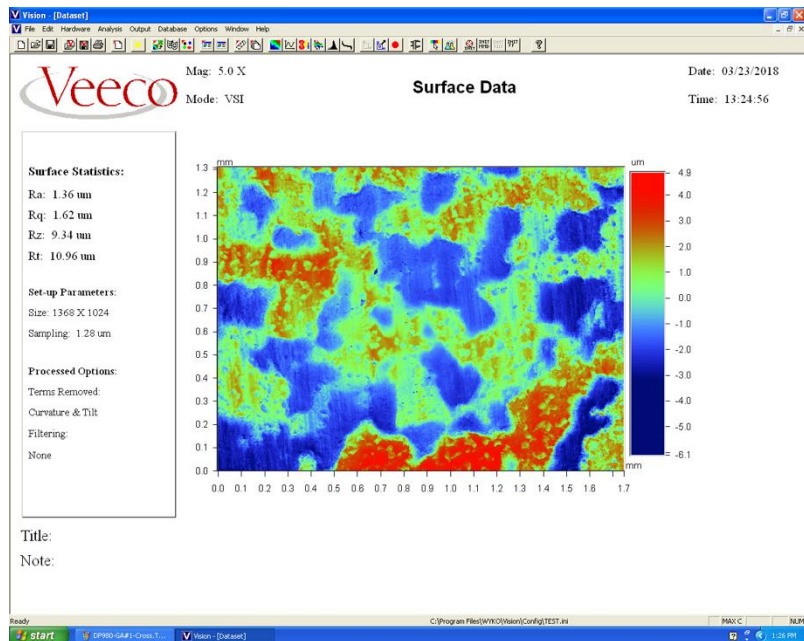 Vision - [Dataset]
File Edit Hardware Analysis Output Database Options Window Help
Veeco
Mag: 5.0 X
Mode: VSI
Surface Data
Date: 03/23/2018
Time: 13:24:56
Surface Statistics:
Ra: 1.36 um
Rq: 1.62 um
Rz: 9.34 um
Rt: 10.96 um
Set-up Parameters:
Size: 1368 X 1024
Sampling: 1.28 um
Processed Options:
Terms Removed:
Curvature & Tilt
Filtering:
None
mm
1.3
1.2
1.1
1.0
0.9
0.8
0.7
0.6
0.5
0.4
0.3
0.2
0.1
0.0
0.0 0.1 0.2 0.3 0.4 0.5 0.6 0.7 0.8 0.9 1.0 1.1 1.2 1.3 1.4 1.5 1.6 1.7
mm
um
4.9
4.0
3.0
2.0
1.0
0.0
-1.0
-2.0
-3.0
-4.0
-5.0
-6.1
Title:
Note:
Ready
C:\Program Files\WYKO\Vision\Config\TEST.ini
MAX C
NUM
start
DP980-GA#1-Cross.T...
Vision - [Dataset]
1:26 PM